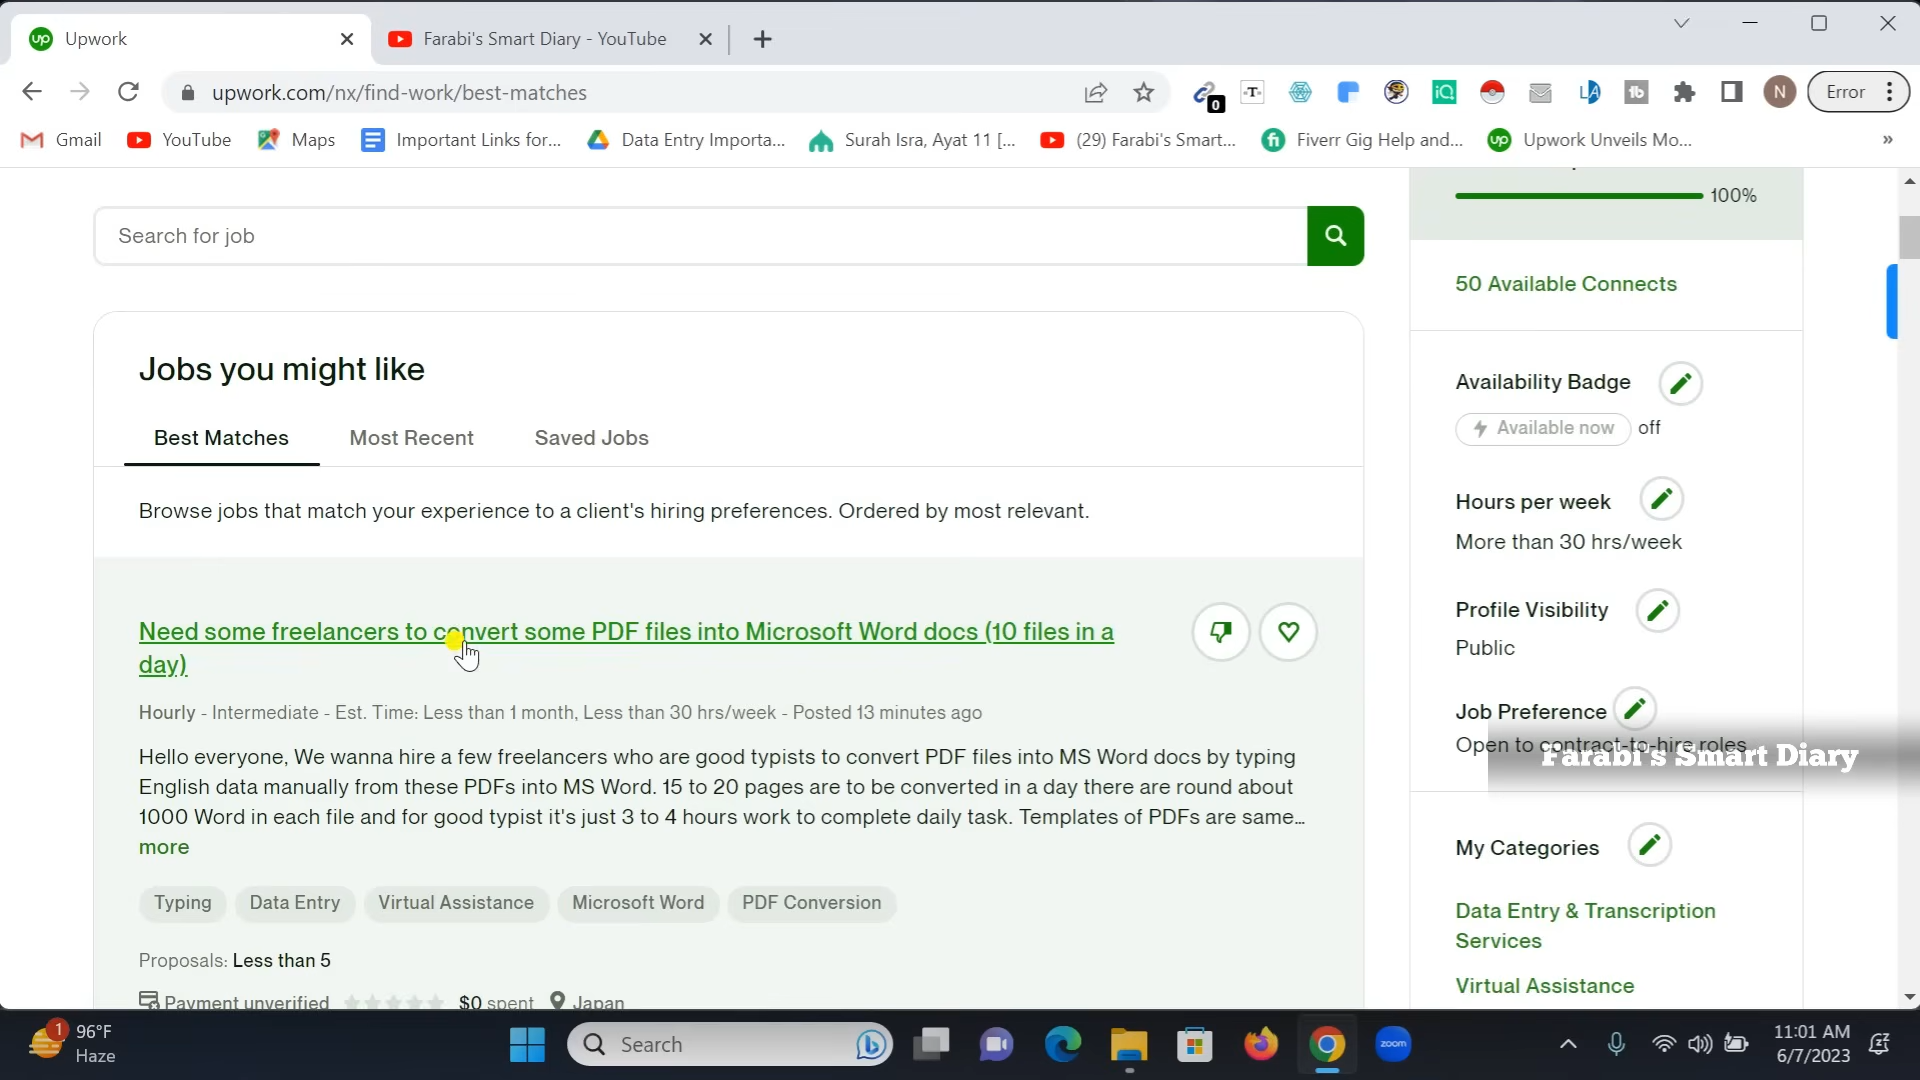 Upwork
Farabi's Smart Diary - YouTube
upwork.com/nx/find-work/best-matches
0
T
iQ
LA
tb
N
Error
Gmail
YouTube
Maps
Important Links for...
Data Entry Importa...
Surah Isra, Ayat 11 [...
(29) Farabi's Smart...
Fiverr Gig Help and...
Upwork Unveils Mo...
»
Search for job
Jobs you might like
Best Matches
Most Recent
Saved Jobs
Browse jobs that match your experience to a client's hiring preferences. Ordered by most relevant.
Need some freelancers to convert some PDF files into Microsoft Word docs (10 files in a
day)
Hourly - Intermediate - Est. Time: Less than 1 month, Less than 30 hrs/week - Posted 13 minutes ago
Hello everyone, We wanna hire a few freelancers who are good typists to convert PDF files into MS Word docs by typing
English data manually from these PDFs into MS Word. 15 to 20 pages are to be converted in a day there are round about
1000 Word in each file and for good typist it's just 3 to 4 hours work to complete daily task. Templates of PDFs are same...
more
Typing
Data Entry
Virtual Assistance
Microsoft Word
PDF Conversion
Proposals: Less than 5
Payment unverified
$0 spent
Japan
100%
50 Available Connects
Availability Badge
Available now
off
Hours per week
More than 30 hrs/week
Profile Visibility
Public
Job Preference
Open to contract-to-hire roles
Farabi's Smart Diary
My Categories
Data Entry & Transcription
Services
Virtual Assistance
1
96°F
Haze
Search
zoom
11:01 AM
6/7/2023